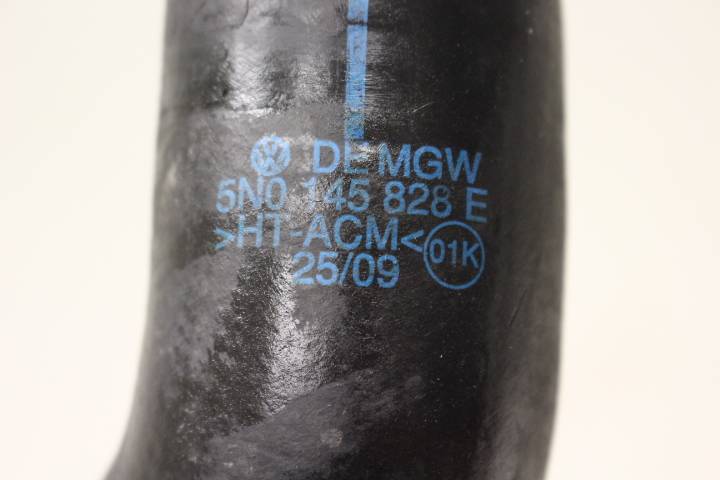 DE MGW
5N0 145 828 E
>HT-ACM<
01K
25/09